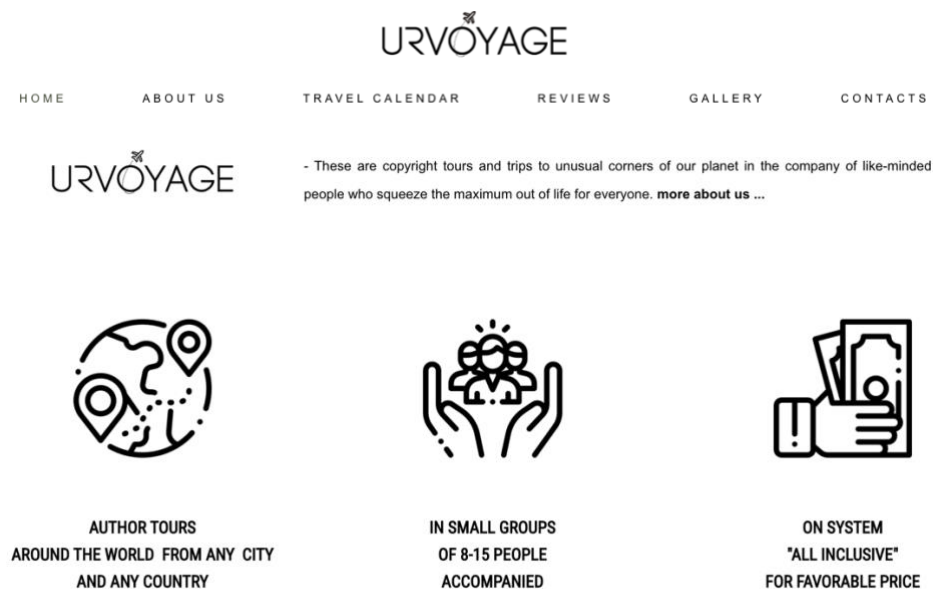 URVOYAGE
HOME ABOUT US TRAVEL CALENDAR REVIEWS GALLERY CONTACTS
URVOYAGE
- These are copyright tours and trips to unusual corners of our planet in the company of like-minded
people who squeeze the maximum out of life for everyone. more about us ...
AUTHOR TOURS
AROUND THE WORLD FROM ANY CITY
AND ANY COUNTRY
IN SMALL GROUPS
OF 8-15 PEOPLE
ACCOMPANIED
ON SYSTEM
"ALL INCLUSIVE"
FOR FAVORABLE PRICE